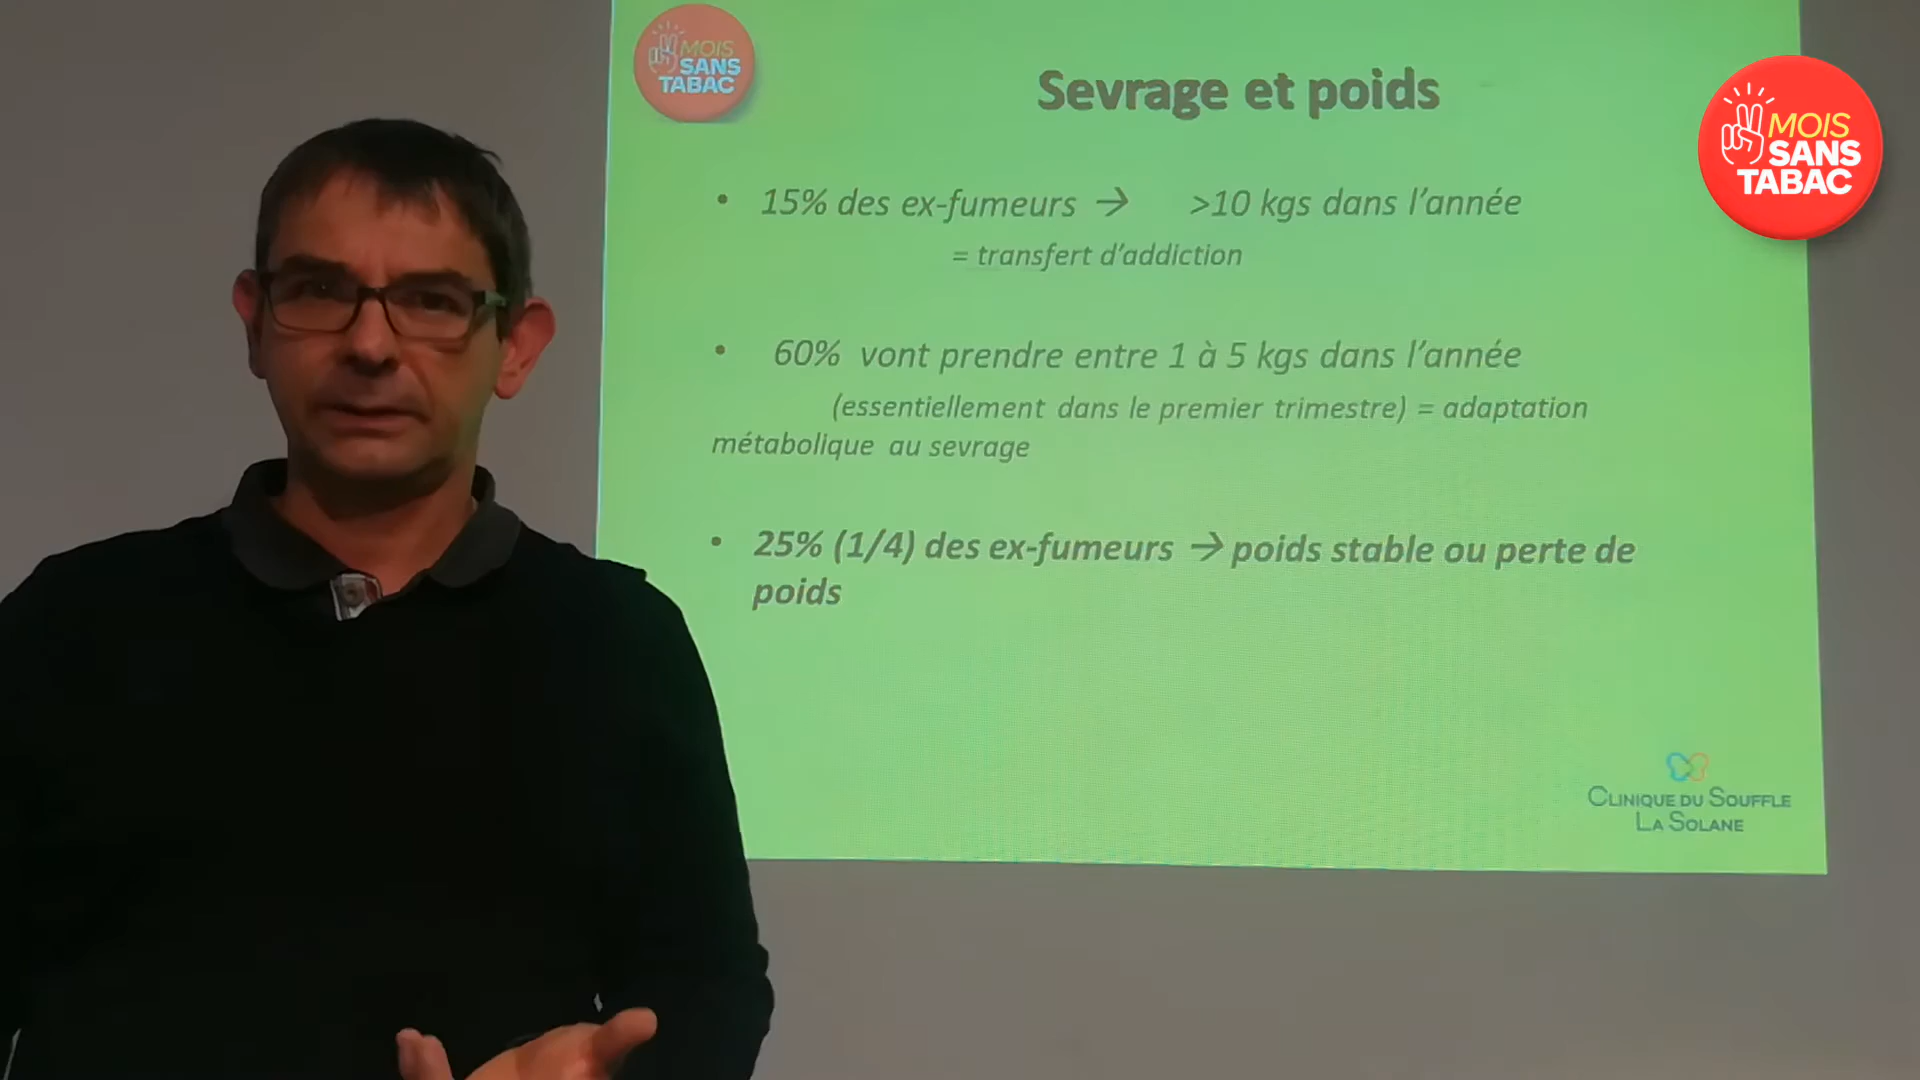 MOIS
SANS
TABAC
Sevrage et poids
MOIS
SANS
TABAC
• 15% des ex-fumeurs → >10 kgs dans l'année
= transfert d'addiction
• 60% vont prendre entre 1 à 5 kgs dans l'année
(essentiellement dans le premier trimestre) = adaptation
métabolique au sevrage
• 25% (1/4) des ex-fumeurs → poids stable ou perte de
poids
CLINIQUE DU SOUFFLE
LA SOLANE